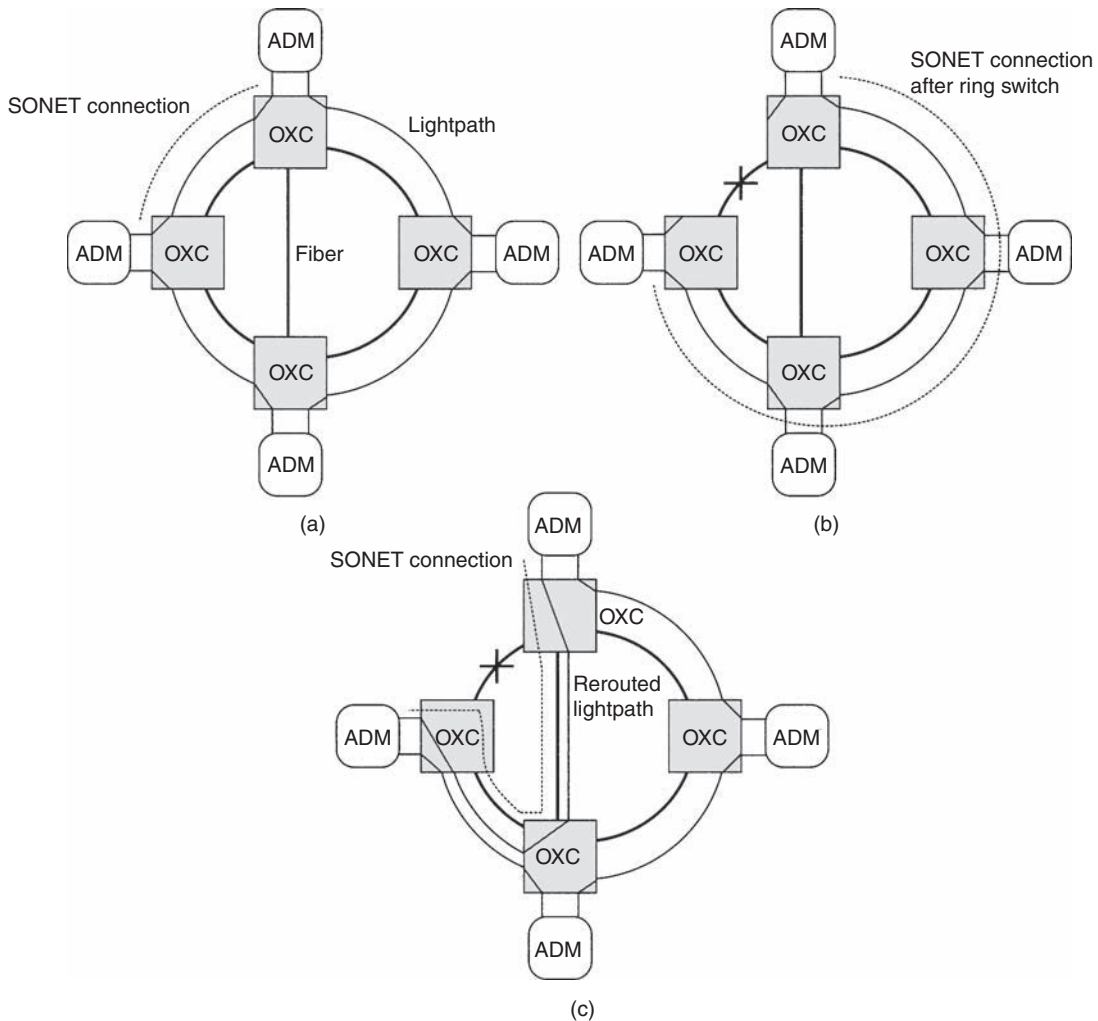 ADM
SONET connection
OXC
Lightpath
ADM
OXC
Fiber
OXC
ADM
OXC
ADM
(a)
ADM
SONET connection
after ring switch
OXC
ADM
OXC
OXC
ADM
OXC
ADM
(b)
ADM
SONET connection
OXC
Rerouted
lightpath
ADM
OXC
OXC
ADM
OXC
ADM
(c)